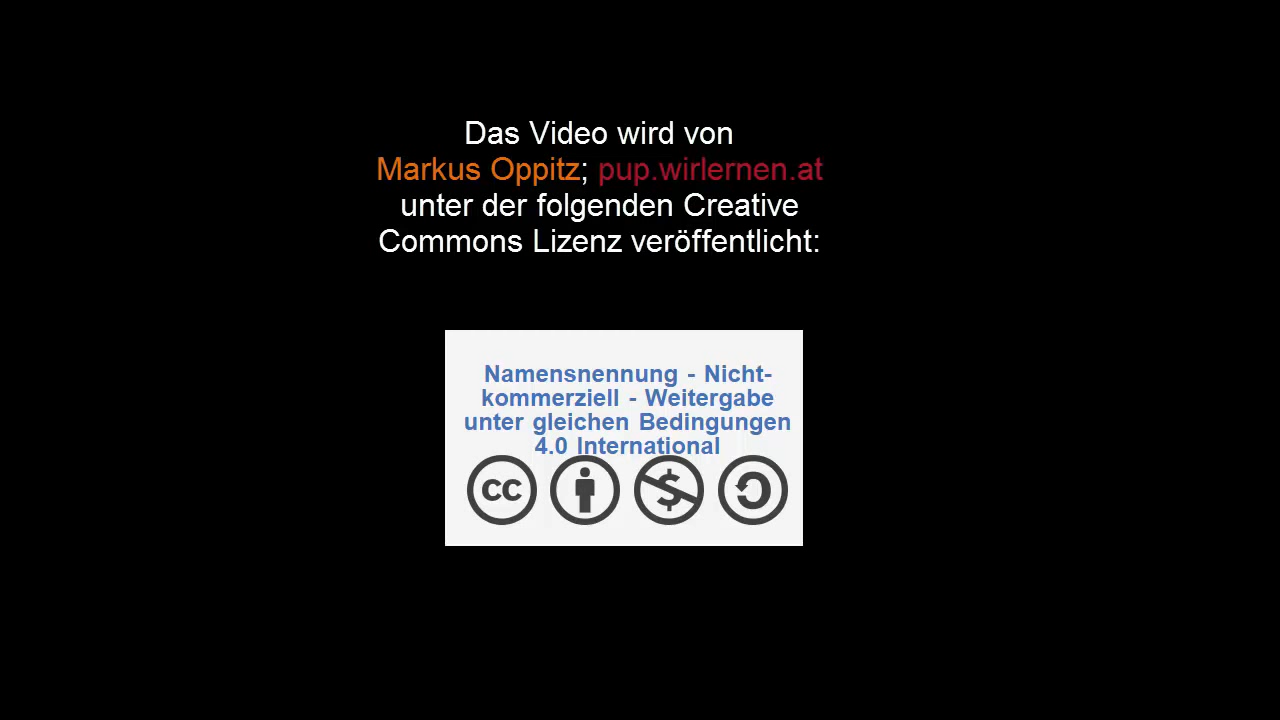 Das Video wird von
Markus Oppitz; pup.wirlernen.at
unter der folgenden Creative
Commons Lizenz veröffentlicht:
Namensnennung - Nicht-
kommerziell - Weitergabe
unter gleichen Bedingungen
4.0 International
cc
$